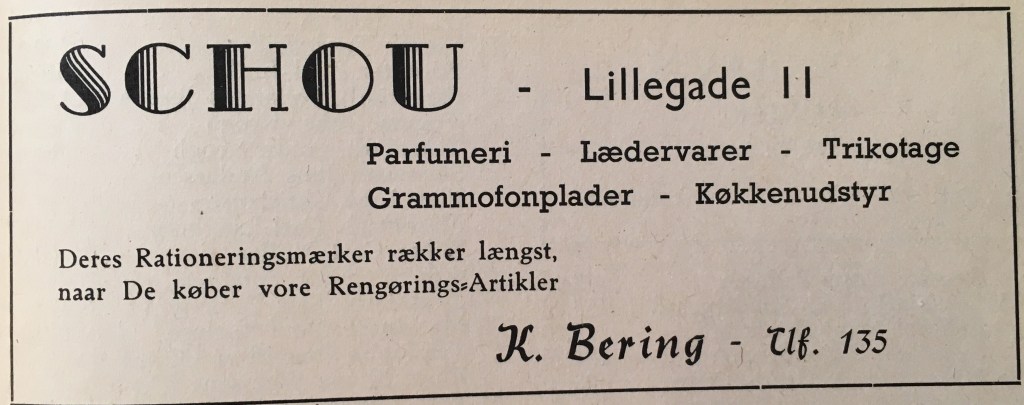 SCHOU - Lillegade 11
Parfumeri - Lædervarer - Trikotage
Grammofonplader - Køkkenudstyr
Deres Rationeringsmærker rækker længst,
naar De køber vore Rengørings=Artikler
K. Bering - Tlf. 135